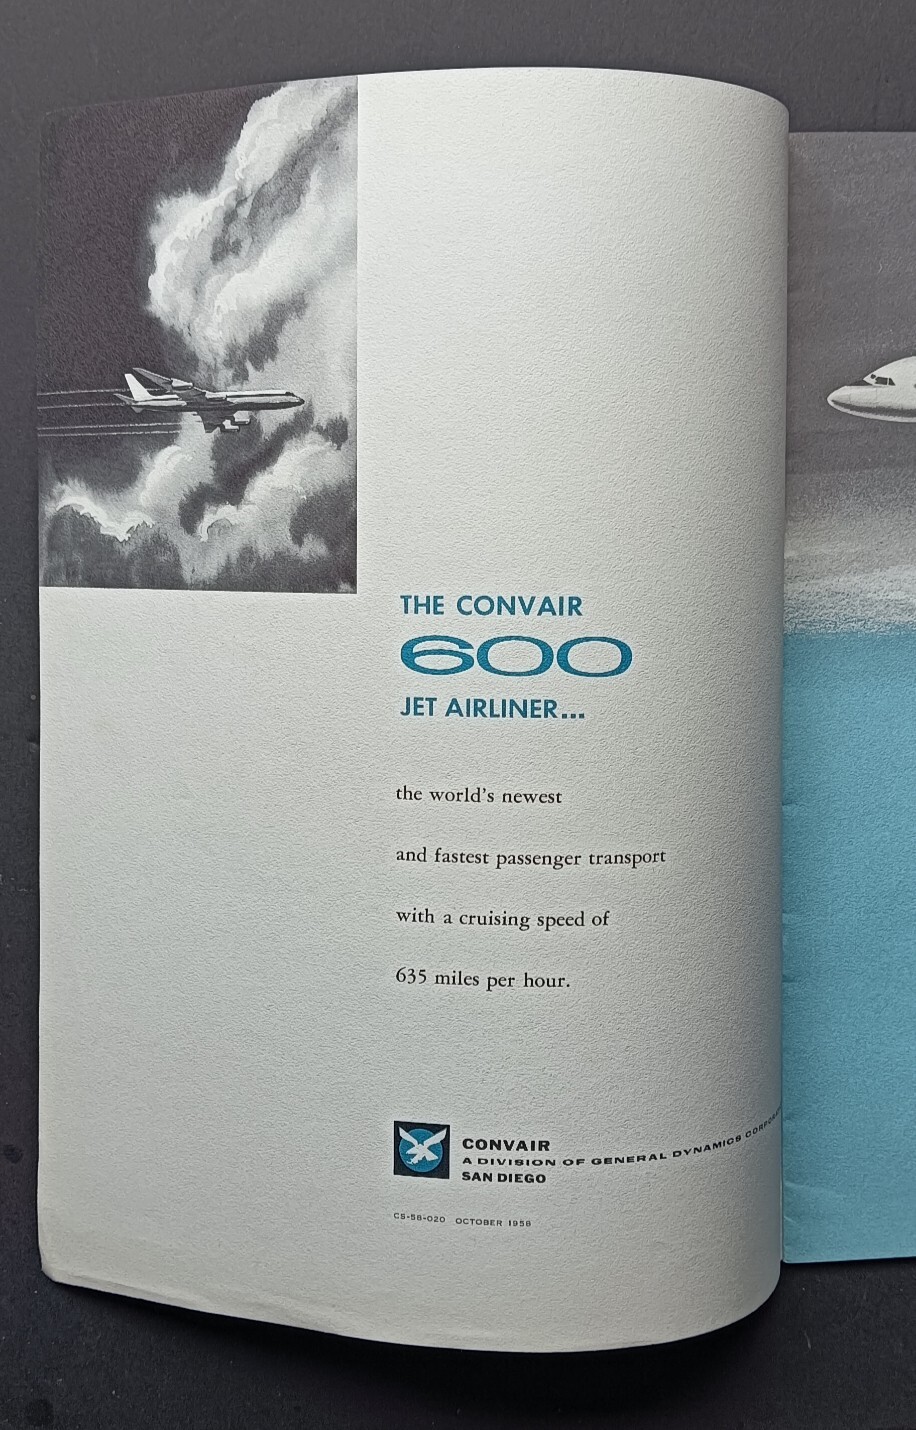 THE CONVAIR
600
JET AIRLINER...
the world's newest
and fastest passenger transport
with a cruising speed of
635 miles per hour.
CONVAIR
A DIVISION OF GENERAL DYNAMICS
SAN DIEGO
CS-58-020 OCTOBER 1958